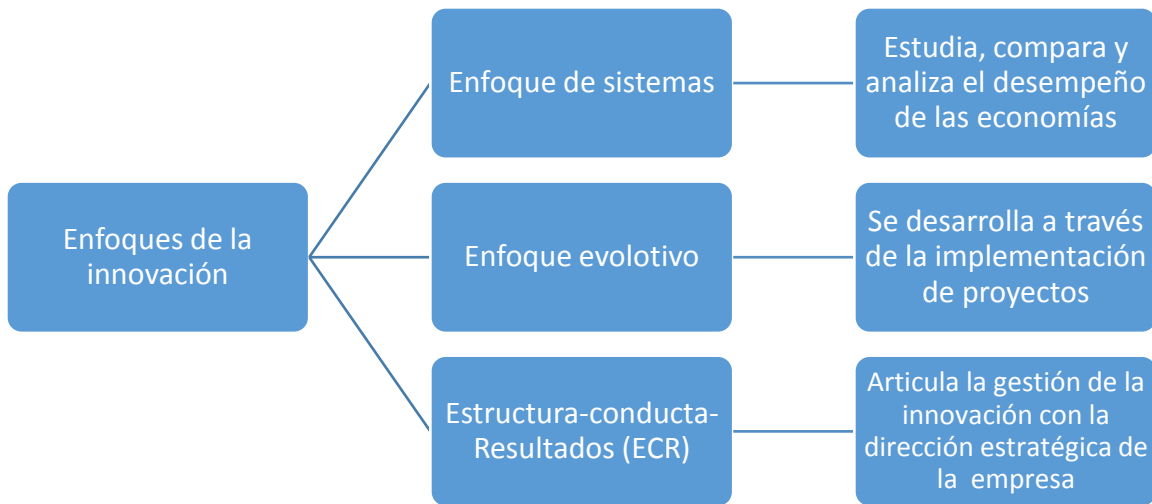 Enfoques de la
innovación
Enfoque de sistemas
Estudia, compara y
analiza el desempeño
de las economías
Enfoque evolotivo
Se desarrolla a través
de la implementación
de proyectos
Estructura-conducta-
Resultados (ECR)
Articula la gestión de la
innovación con la
dirección estratégica de
la empresa